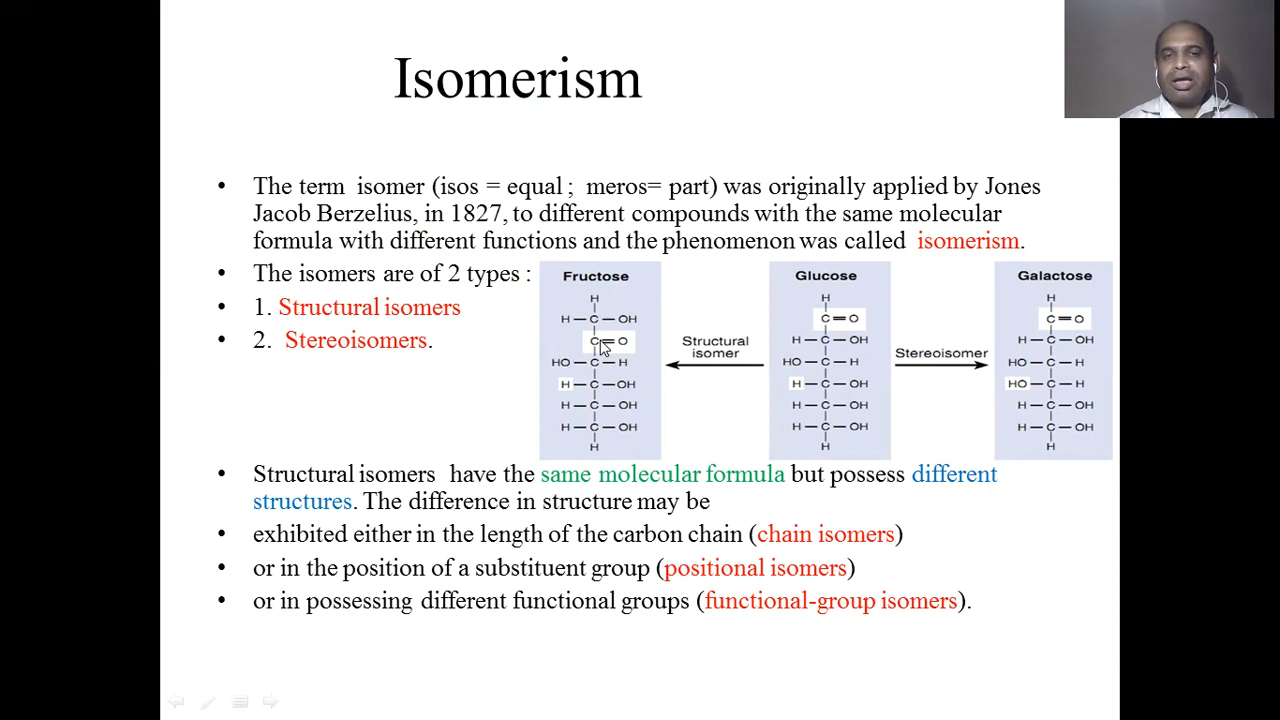 Isomerism
• The term isomer (isos = equal ; meros= part) was originally applied by Jones
Jacob Berzelius, in 1827, to different compounds with the same molecular
formula with different functions and the phenomenon was called isomerism.
• The isomers are of 2 types :
• 1. Structural isomers
• 2. Stereoisomers.
Fructose
H
H — C — OH
C = O
HO — C — H
H — C — OH
H — C — OH
H — C — OH
H
Structural
isomer
Glucose
H
C = O
H — C — OH
HO — C — H
H — C — OH
H — C — OH
H — C — OH
H
Stereoisomer
Galactose
H
C = O
H — C — OH
HO — C — H
HO — C — H
H — C — OH
H — C — OH
H
• Structural isomers have the same molecular formula but possess different
structures. The difference in structure may be
• exhibited either in the length of the carbon chain (chain isomers)
• or in the position of a substituent group (positional isomers)
• or in possessing different functional groups (functional-group isomers).